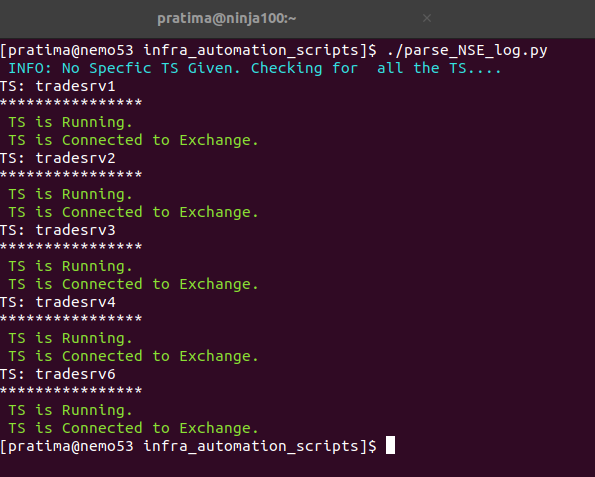 pratima@ninja100:~ ×
[pratima@nemo53 infra_automation_scripts]$ ./parse_NSE_log.py
INFO: No Specfic TS Given. Checking for  all the TS....
TS: tradesrv1
****************
TS is Running.
TS is Connected to Exchange.
TS: tradesrv2
****************
TS is Running.
TS is Connected to Exchange.
TS: tradesrv3
****************
TS is Running.
TS is Connected to Exchange.
TS: tradesrv4
****************
TS is Running.
TS is Connected to Exchange.
TS: tradesrv6
****************
TS is Running.
TS is Connected to Exchange.
[pratima@nemo53 infra_automation_scripts]$